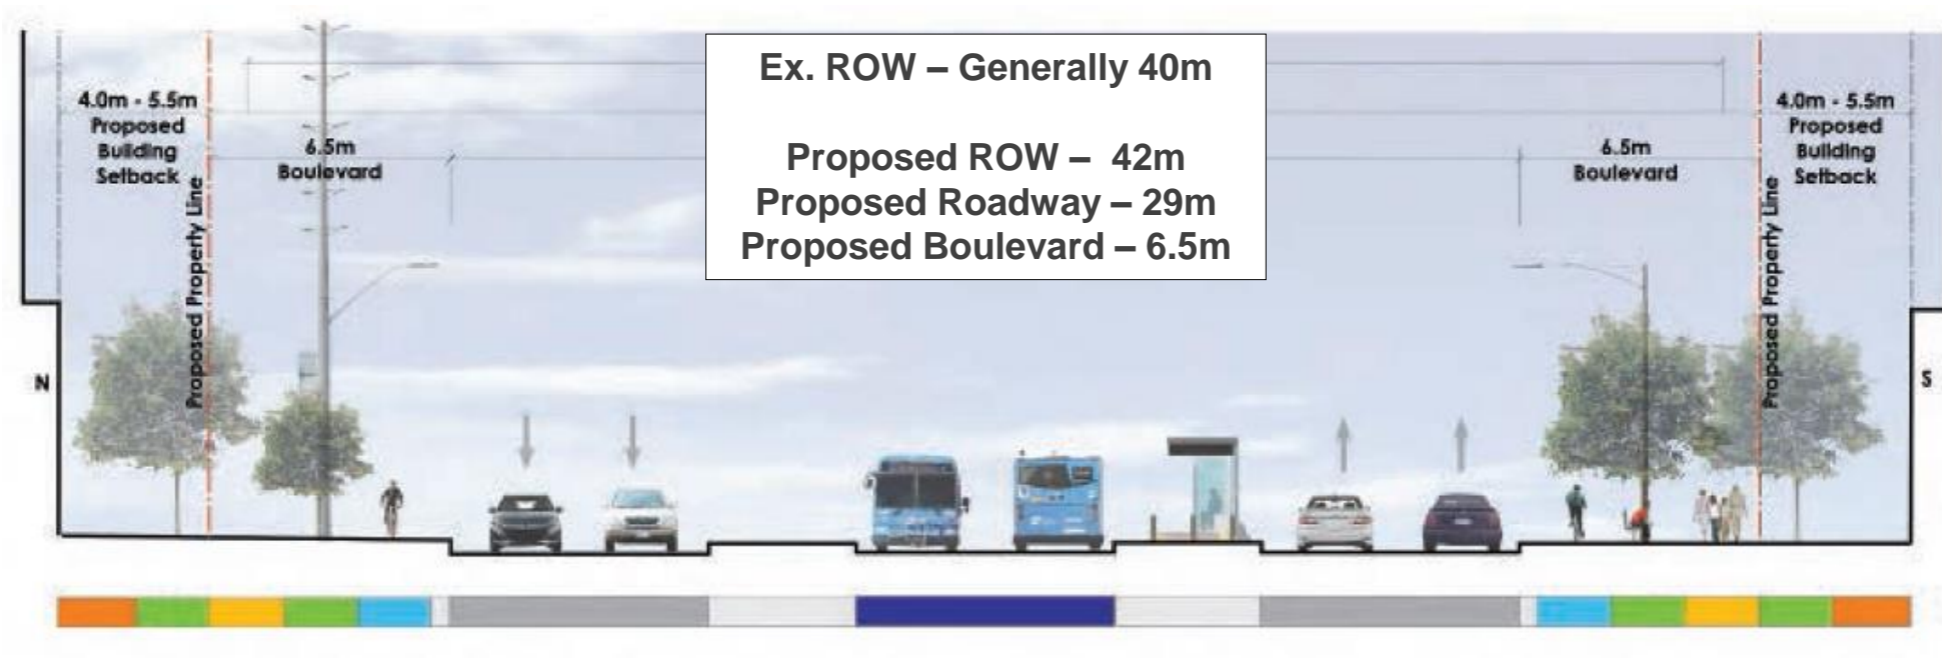 Ex. ROW – Generally 40m
Proposed ROW – 42m
Proposed Roadway – 29m
Proposed Boulevard – 6.5m
4.0m - 5.5m
Proposed
Building
Setback
Proposed Property Line
6.5m
Boulevard
6.5m
Boulevard
4.0m - 5.5m
Proposed
Building
Setback
Proposed Property Line
N
S